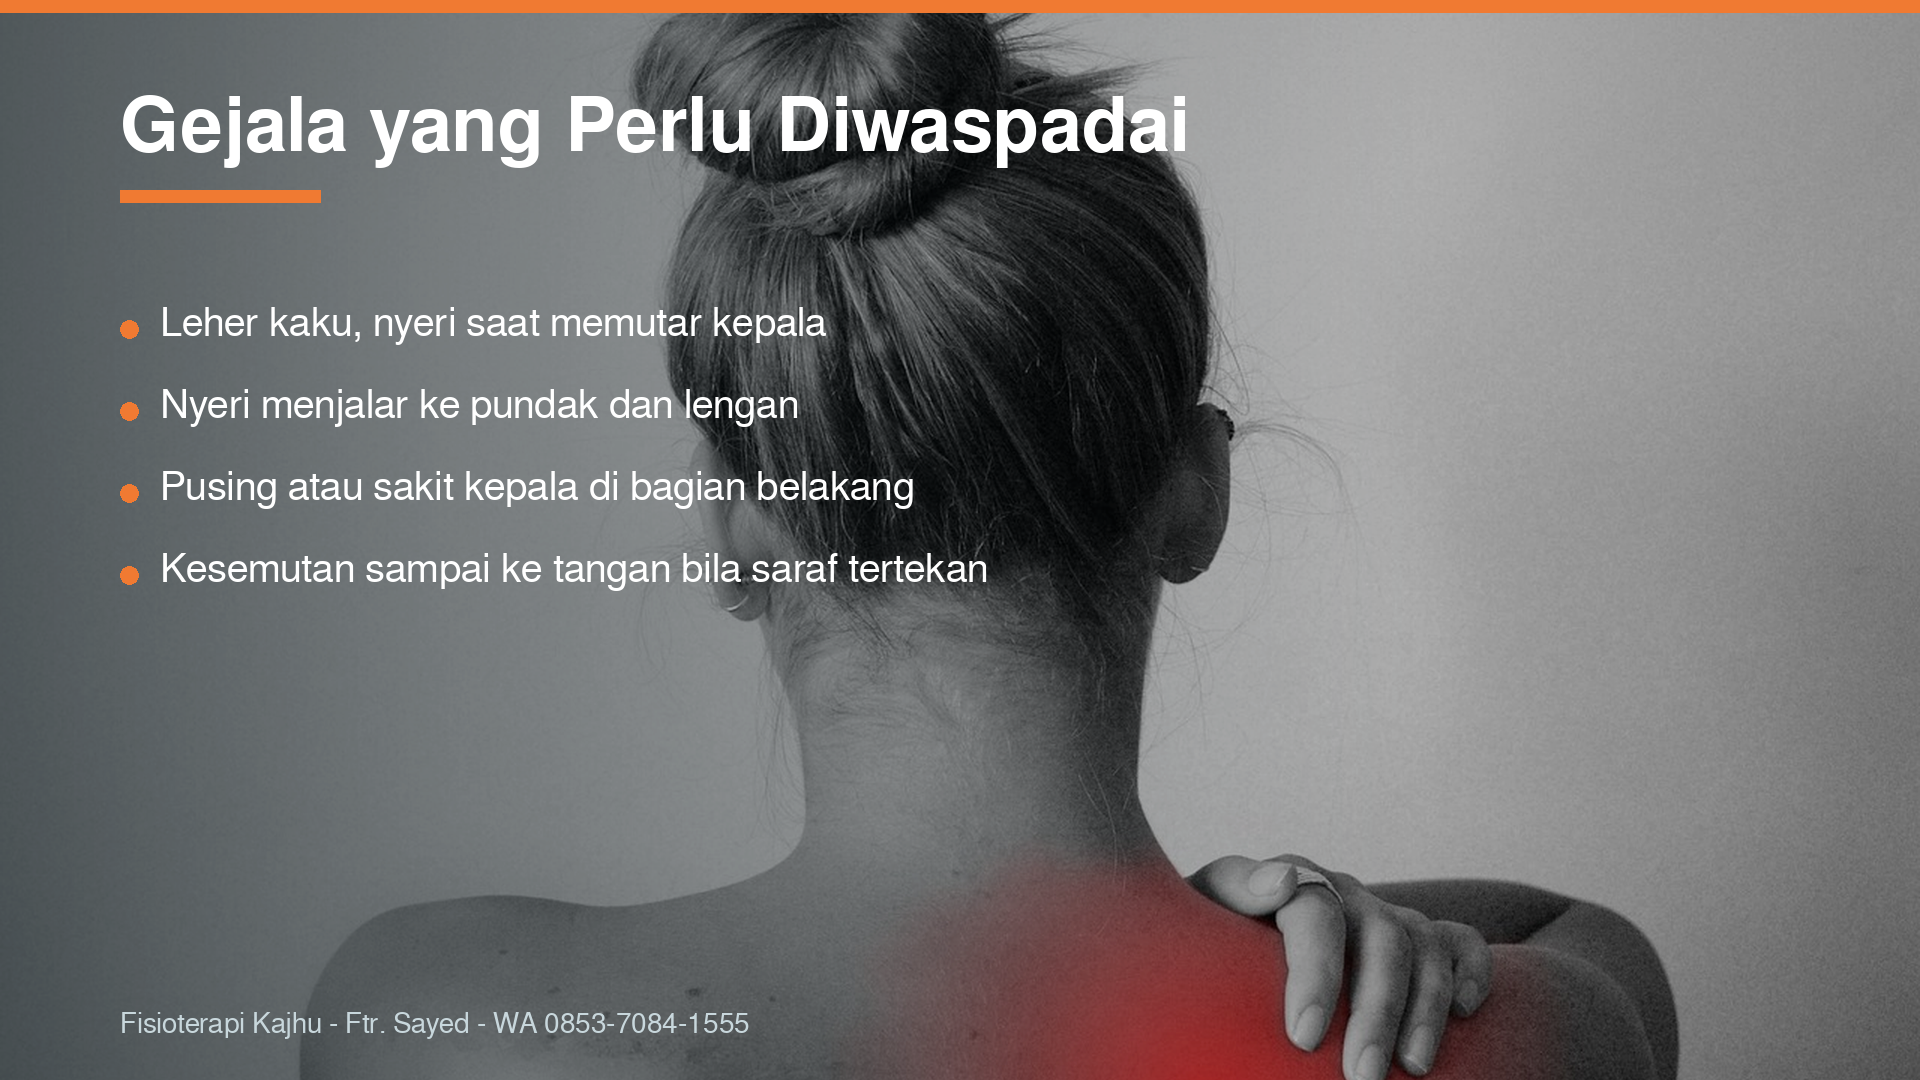 Gejala yang Perlu Diwaspadai
Leher kaku, nyeri saat memutar kepala
Nyeri menjalar ke pundak dan lengan
Pusing atau sakit kepala di bagian belakang
Kesemutan sampai ke tangan bila saraf tertekan
Fisioterapi Kajhu - Ftr. Sayed - WA 0853-7084-1555